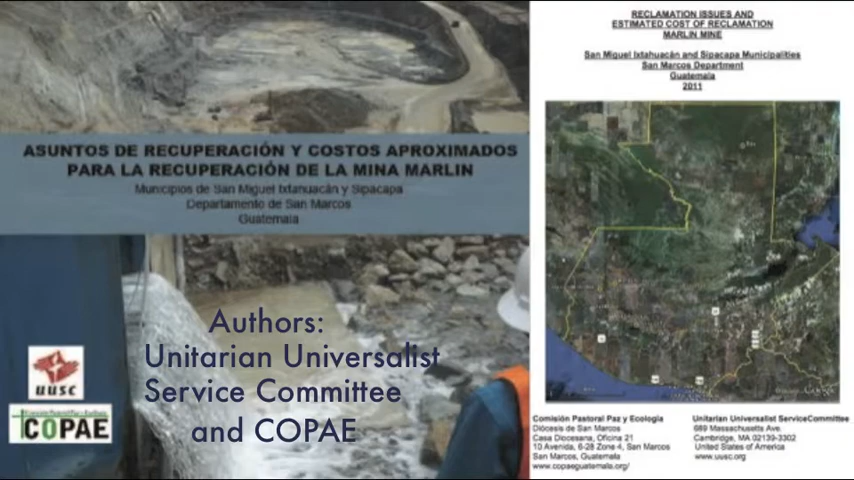 ASUNTOS DE RECUPERACIÓN Y COSTOS APROXIMADOS
PARA LA RECUPERACIÓN DE LA MINA MARLIN
Municipios de San Miguel Ixtahuacán y Sipacapa
Departamento de San Marcos
Guatemala
Authors:
Unitarian Universalist
Service Committee
and COPAE
UUSC
COPAE
RECLAMATION ISSUES AND
ESTIMATED COST OF RECLAMATION
MARLIN MINE
San Miguel Ixtahuacán and Sipacapa Municipalities
San Marcos Department
Guatemala
2011
Comisión Pastoral Paz y Ecología
Diócesis de San Marcos
Casa Diocesana, Oficina 21
10 Avenida, 6-28 Zone 4, San Marcos
San Marcos, Guatemala
www.copaeguatemala.org/
Unitarian Universalist ServiceCommittee
689 Massachusetts Ave.
Cambridge, MA 02139-3302
United States of America
www.uusc.org